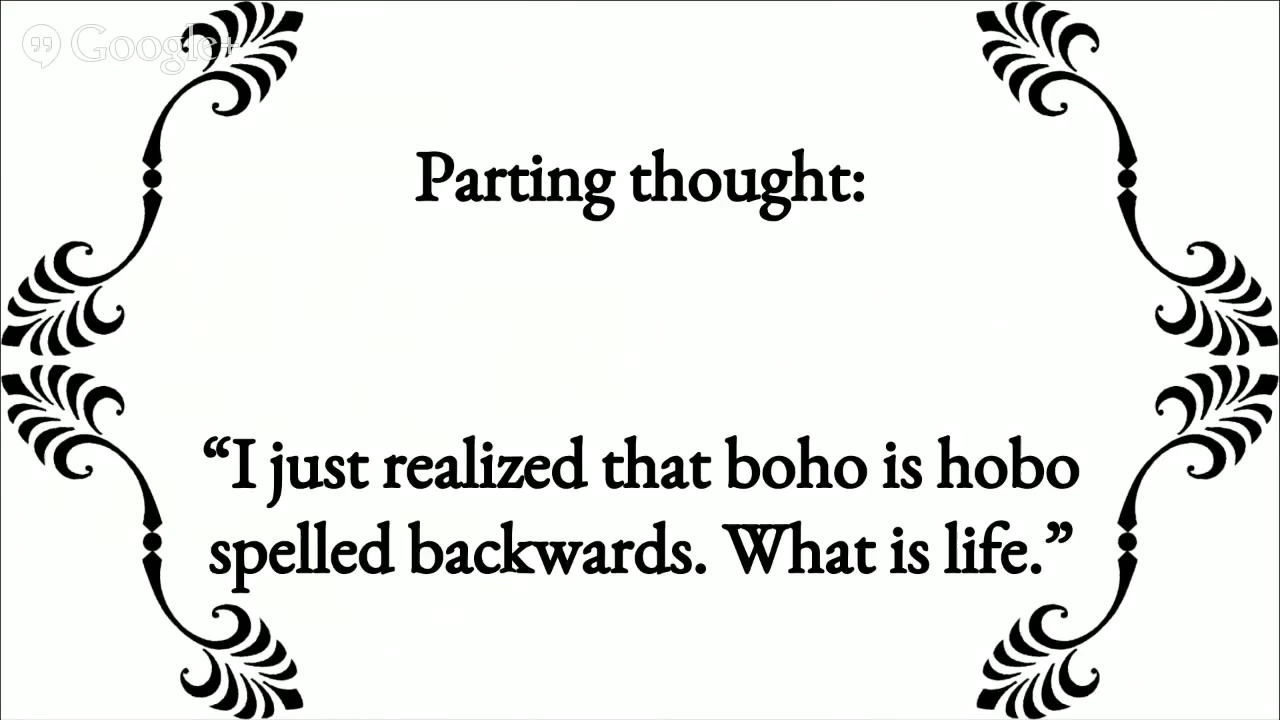 Google+
Parting thought:
“I just realized that boho is hobo
spelled backwards. What is life.”